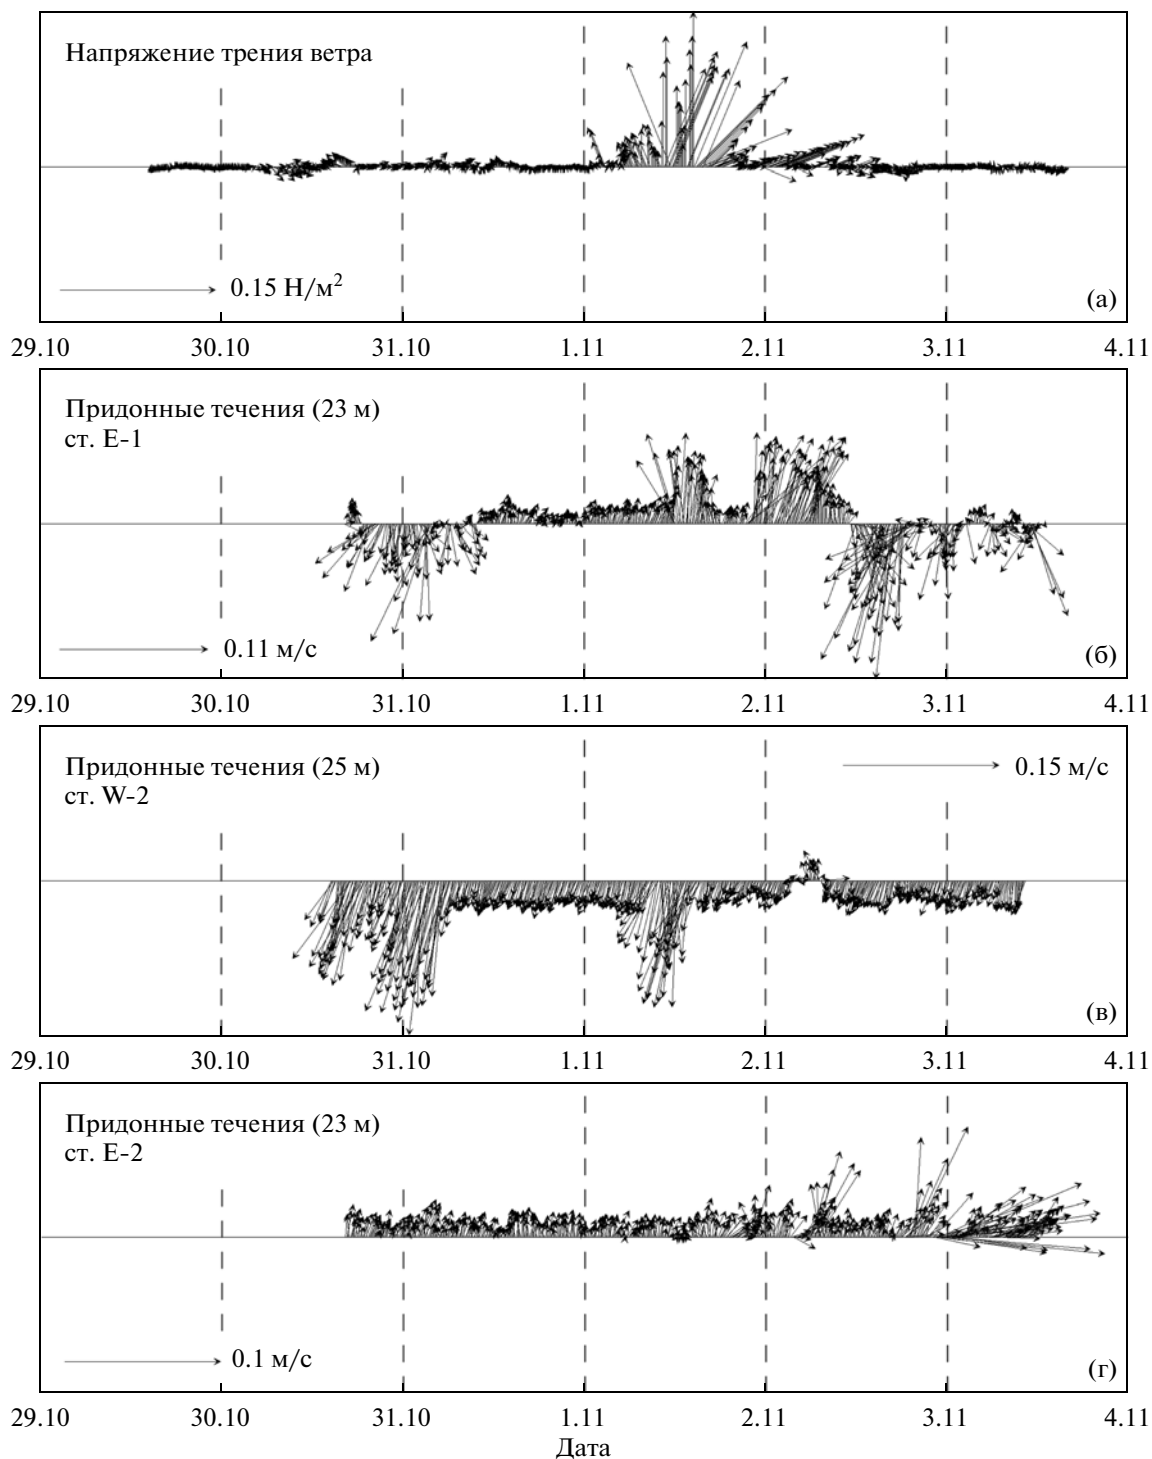 Напряжение трения ветра
0.15 Н/м²
(а)
29.10 30.10 31.10 1.11 2.11 3.11 4.11
Придонные течения (23 м)
ст. E-1
0.11 м/с
(б)
29.10 30.10 31.10 1.11 2.11 3.11 4.11
Придонные течения (25 м)
ст. W-2
0.15 м/с
(в)
29.10 30.10 31.10 1.11 2.11 3.11 4.11
Придонные течения (23 м)
ст. E-2
0.1 м/с
(г)
29.10 30.10 31.10 1.11 2.11 3.11 4.11
Дата